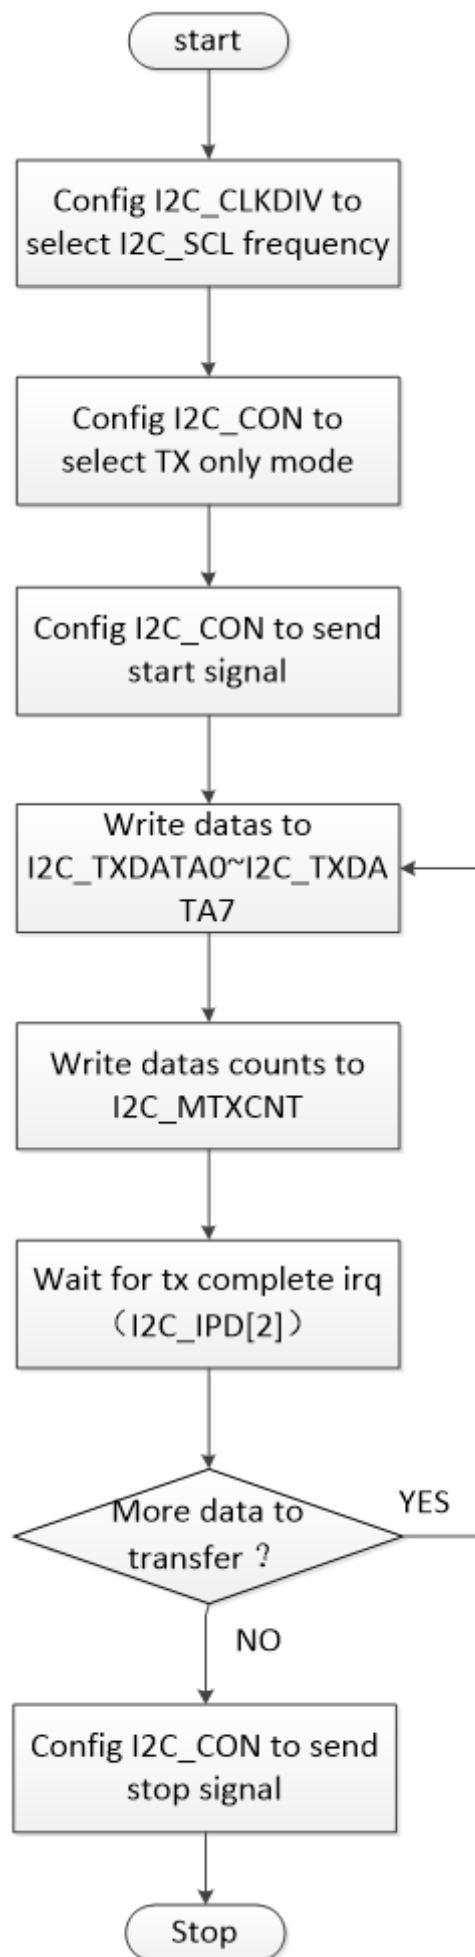 start
Config I2C_CLKDIV to
select I2C_SCL frequency
Config I2C_CON to
select TX only mode
Config I2C_CON to send
start signal
Write datas to
I2C_TXDATA0~I2C_TXDA
TA7
Write datas counts to
I2C_MTXCNT
Wait for tx complete irq
（I2C_IPD[2]）
More data to
transfer ？
YES
NO
Config I2C_CON to send
stop signal
Stop